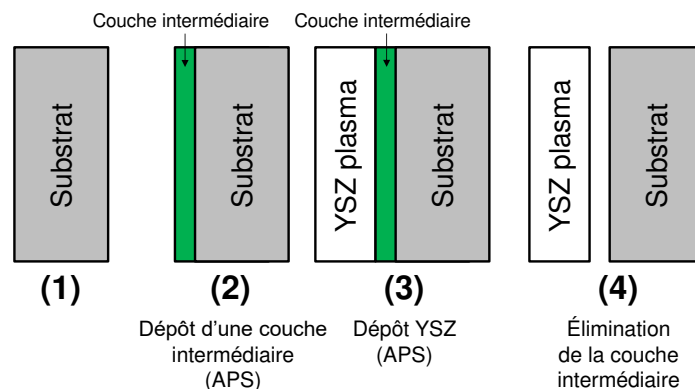 Couche intermédiaire
Couche intermédiaire
Substrat
Substrat
YSZ plasma
Substrat
YSZ plasma
Substrat
(1)
(2)
(3)
(4)
Dépôt d'une couche
intermédiaire
(APS)
Dépôt YSZ
(APS)
Élimination
de la couche
intermédiaire